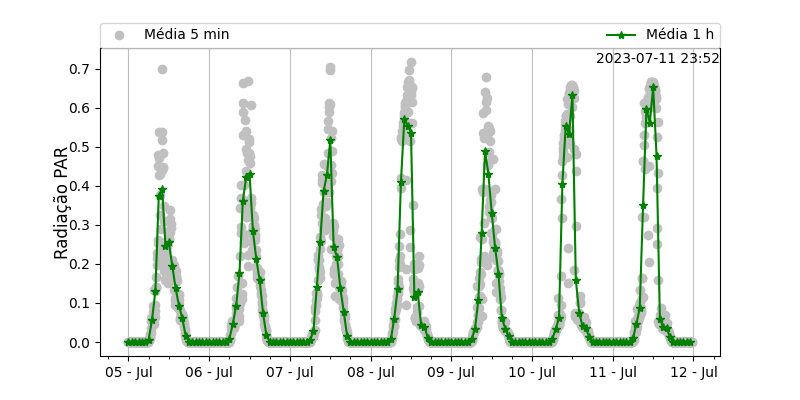 Média 5 min
Média 1 h
2023-07-11 23:52
Radiação PAR
0.7
0.6
0.5
0.4
0.3
0.2
0.1
0.0
05 - Jul
06 - Jul
07 - Jul
08 - Jul
09 - Jul
10 - Jul
11 - Jul
12 - Jul